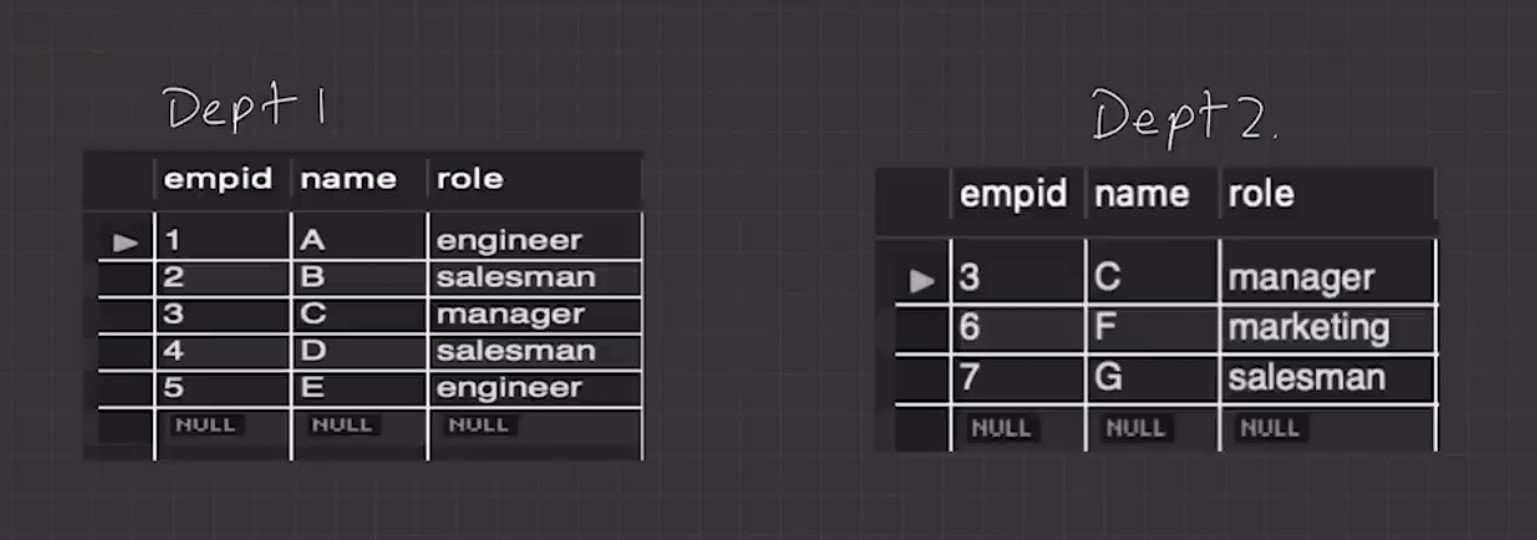 Dept 1
empid name role
1 A engineer
2 B salesman
3 C manager
4 D salesman
5 E engineer
NULL NULL NULL
Dept 2.
empid name role
3 C manager
6 F marketing
7 G salesman
NULL NULL NULL